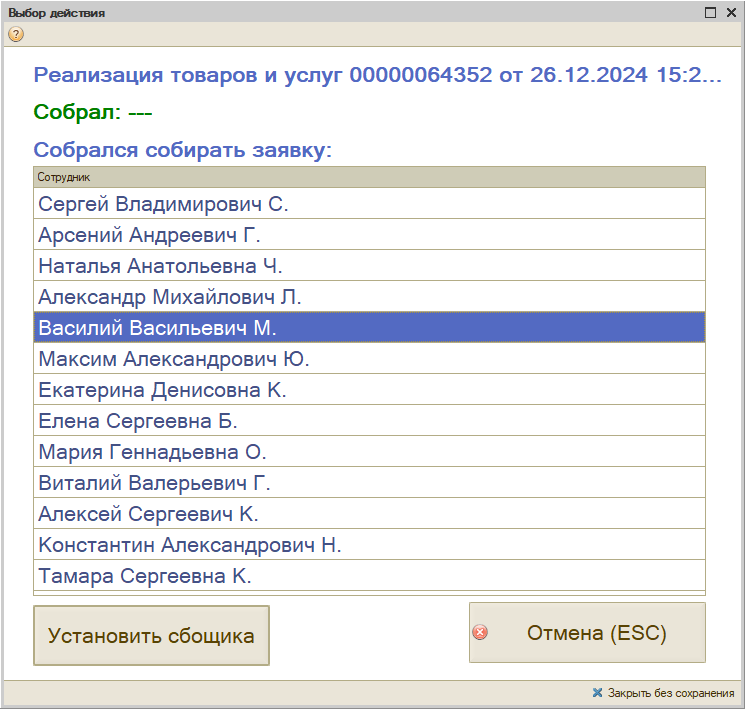 Выбор действия
?
Реализация товаров и услуг 00000064352 от 26.12.2024 15:2...
Собрал: ---
Собрался собирать заявку:
Сотрудник
Сергей Владимирович С.
Арсений Андреевич Г.
Наталья Анатольевна Ч.
Александр Михайлович Л.
Василий Васильевич М.
Максим Александрович Ю.
Екатерина Денисовна К.
Елена Сергеевна Б.
Мария Геннадьевна О.
Виталий Валерьевич Г.
Алексей Сергеевич К.
Константин Александрович Н.
Тамара Сергеевна К.
Установить сбощика
Отмена (ESC)
Закрыть без сохранения